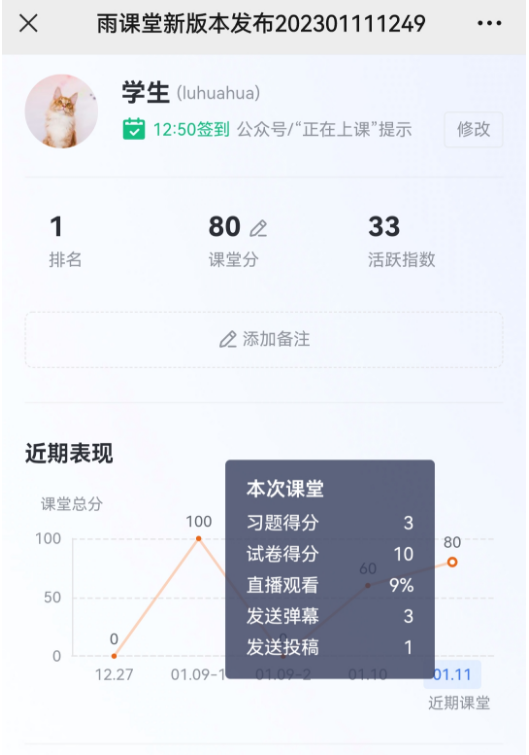 雨课堂新版本发布202301111249
学生 (luhuahua)
12:50签到 公众号/“正在上课”提示 修改
1 80 33
排名 课堂分 活跃指数
添加备注
近期表现
课堂总分
本次课堂
习题得分 3
试卷得分 10
直播观看 9%
发送弹幕 3
发送投稿 1
100
50
0
0
100
0
60
80
12.27 01.09-1 01.09-2 01.10 01.11
近期课堂